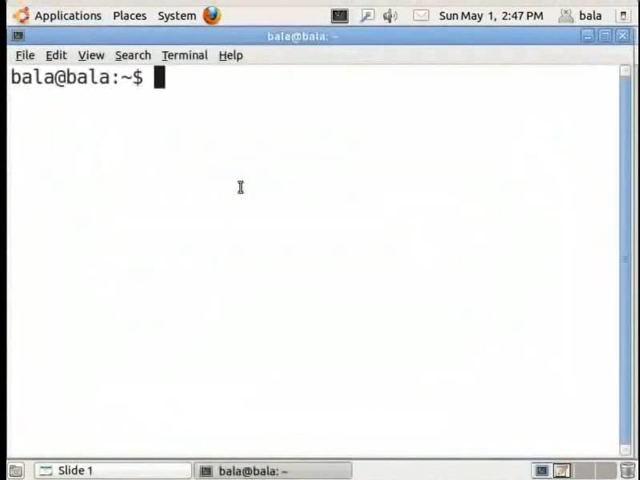 Applications Places System Sun May 1, 2:47 PM bala
bala@bala: ~
File Edit View Search Terminal Help
bala@bala:~$
Slide 1 bala@bala: ~